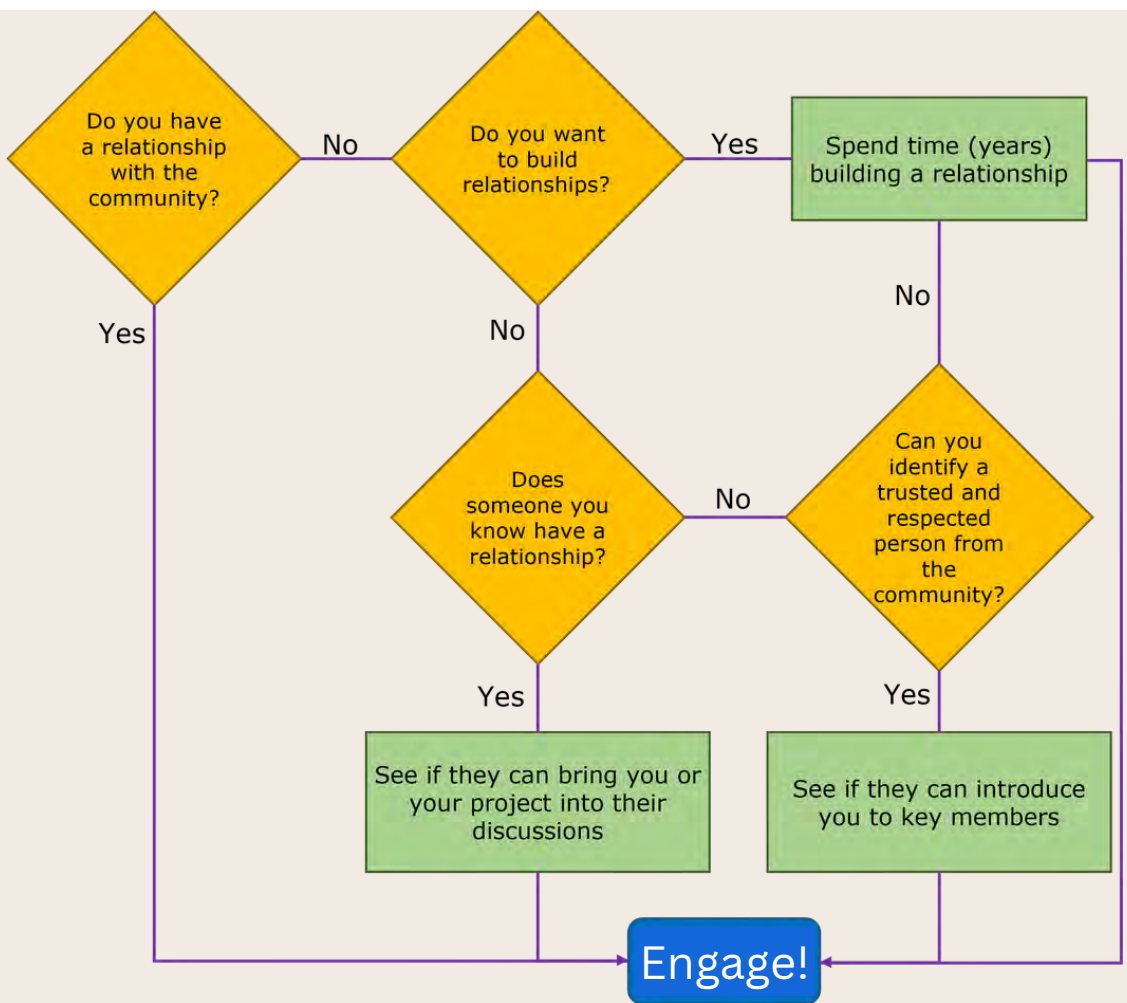 Do you have
a relationship
with the
community?
No
Do you want
to build
relationships?
Yes
Spend time (years)
building a relationship
Yes
No
No
Does
someone you
know have a
relationship?
No
Can you
identify a
trusted and
respected
person from
the
community?
Yes
See if they can bring you or
your project into their
discussions
Yes
See if they can introduce
you to key members
Engage!